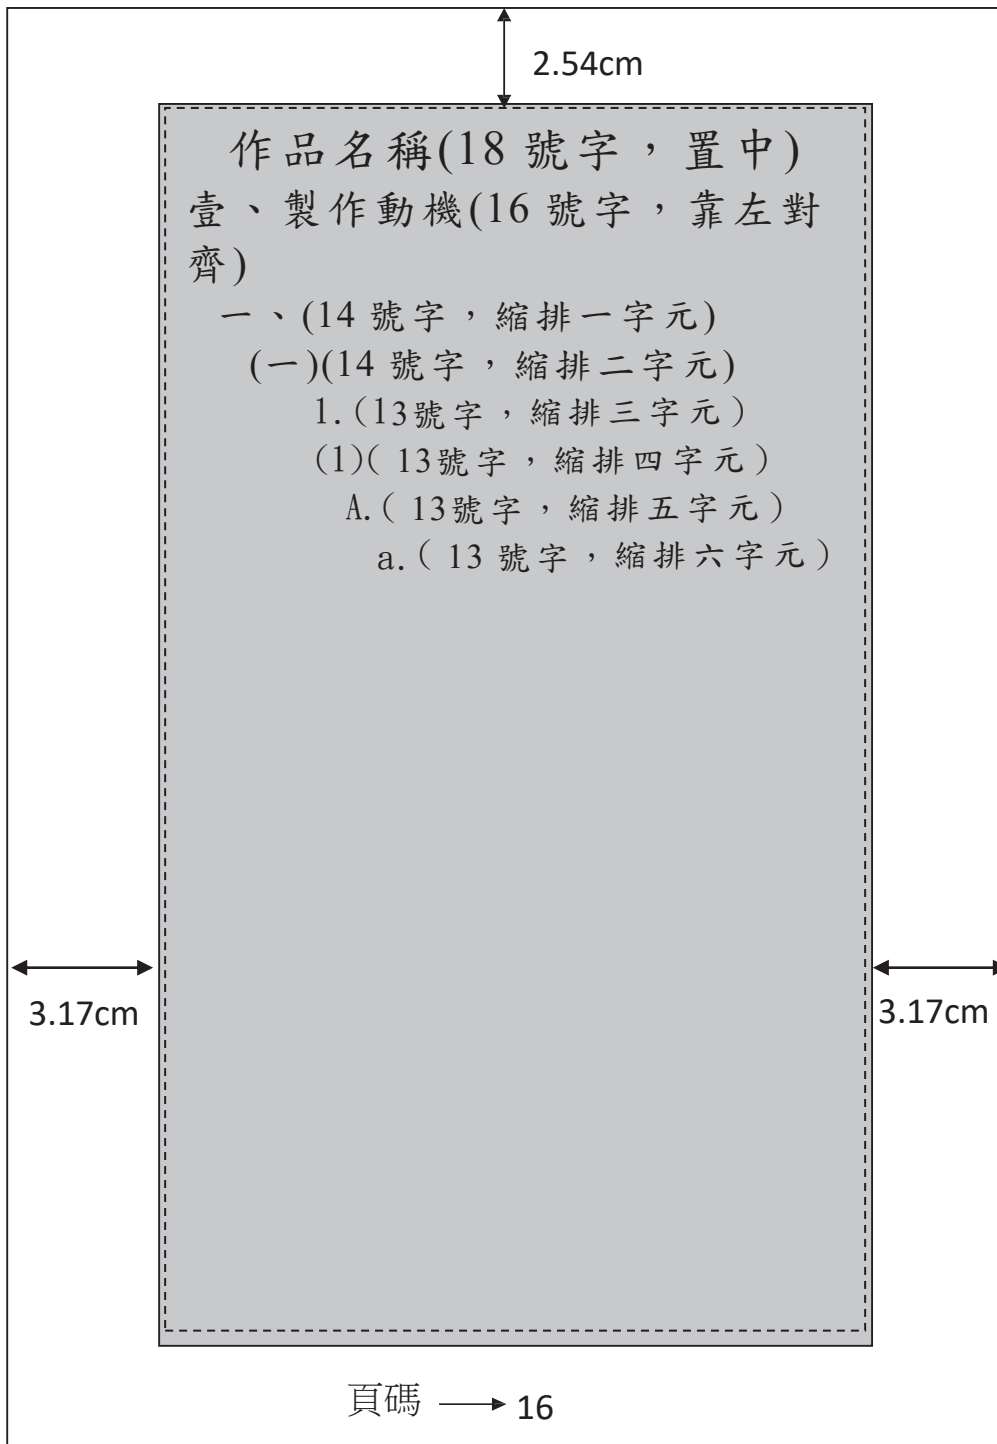 2.54cm
作品名稱(18 號字，置中)
壹、製作動機(16 號字，靠左對
齊)
一、(14 號字，縮排一字元)
(一)(14 號字，縮排二字元)
1.(13號字，縮排三字元)
(1)( 13號字，縮排四字元)
A.( 13號字，縮排五字元)
a.( 13 號字，縮排六字元)
3.17cm
3.17cm
頁碼 16